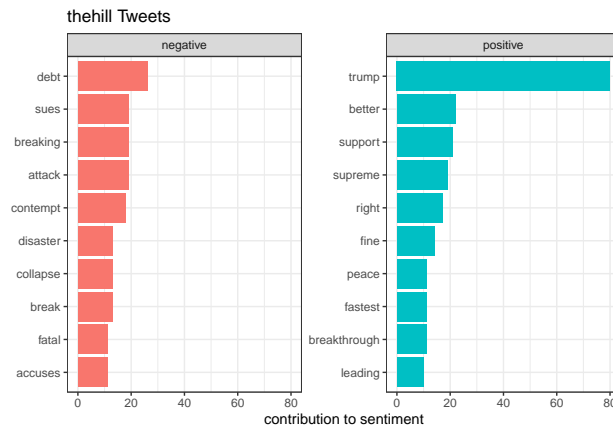 thehill Tweets
negative
positive
debt
sues
breaking
attack
contempt
disaster
collapse
break
fatal
accuses
0 20 40 60 80
trump
better
support
supreme
right
fine
peace
fastest
breakthrough
leading
0 20 40 60 80
contribution to sentiment